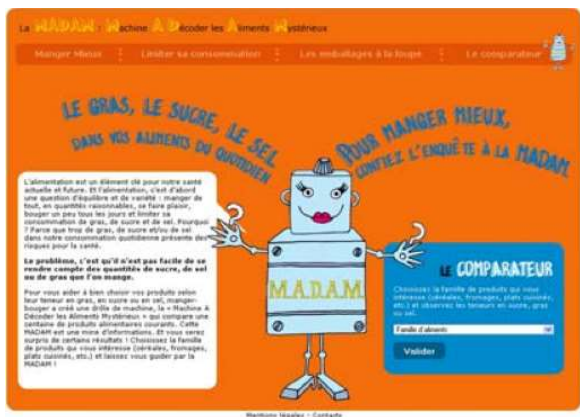 La MADAM : Machine A Décoder les Aliments Mystérieux
Manger Mieux
Limiter sa consommation
Les emballages à la loupe
Le comparateur
LE GRAS, LE SUCRE, LE SEL
DANS VOS ALIMENTS DU QUOTIDIEN
POUR MANGER MIEUX,
CONFIEZ L'ENQUÊTE À LA MADAM
L'alimentation est un élément clé pour notre santé
actuelle et future. Et l'alimentation, c'est d'abord
une question d'équilibre et de variété : manger de
tout, en quantités raisonnables, se faire plaisir,
bouger un peu tous les jours et limiter sa
consommation de gras, de sucre et de sel. Pourquoi
? Parce que trop de gras, de sucre et/ou de sel
dans notre consommation quotidienne présente des
risques pour la santé.
Le problème, c'est qu'il n'est pas facile de se
rendre compte des quantités de sucre, de sel
ou de gras que l'on mange.
Pour vous aider à bien choisir vos produits selon
leur teneur en gras, en sucre ou en sel, manger-
bouger a créé une drôle de machine, la « Machine A
Décoder les Aliments Mystérieux » qui compare une
centaine de produits alimentaires courants. Cette
MADAM est une mine d'informations. Et vous serez
surpris de certains résultats ! Choisissez la famille
de produits qui vous intéresse (céréales, fromages,
plats cuisinés, etc.) et laissez vous guider par la
MADAM !
M.A.D.A.M.
LE COMPARATEUR
Choisissez la famille de produits qui vous
intéresse (céréales, fromages, plats cuisinés,
etc.) et observez les teneurs en sucre, gras
ou sel.
Famille d'aliments
Valider
Mentions légales - Contacts